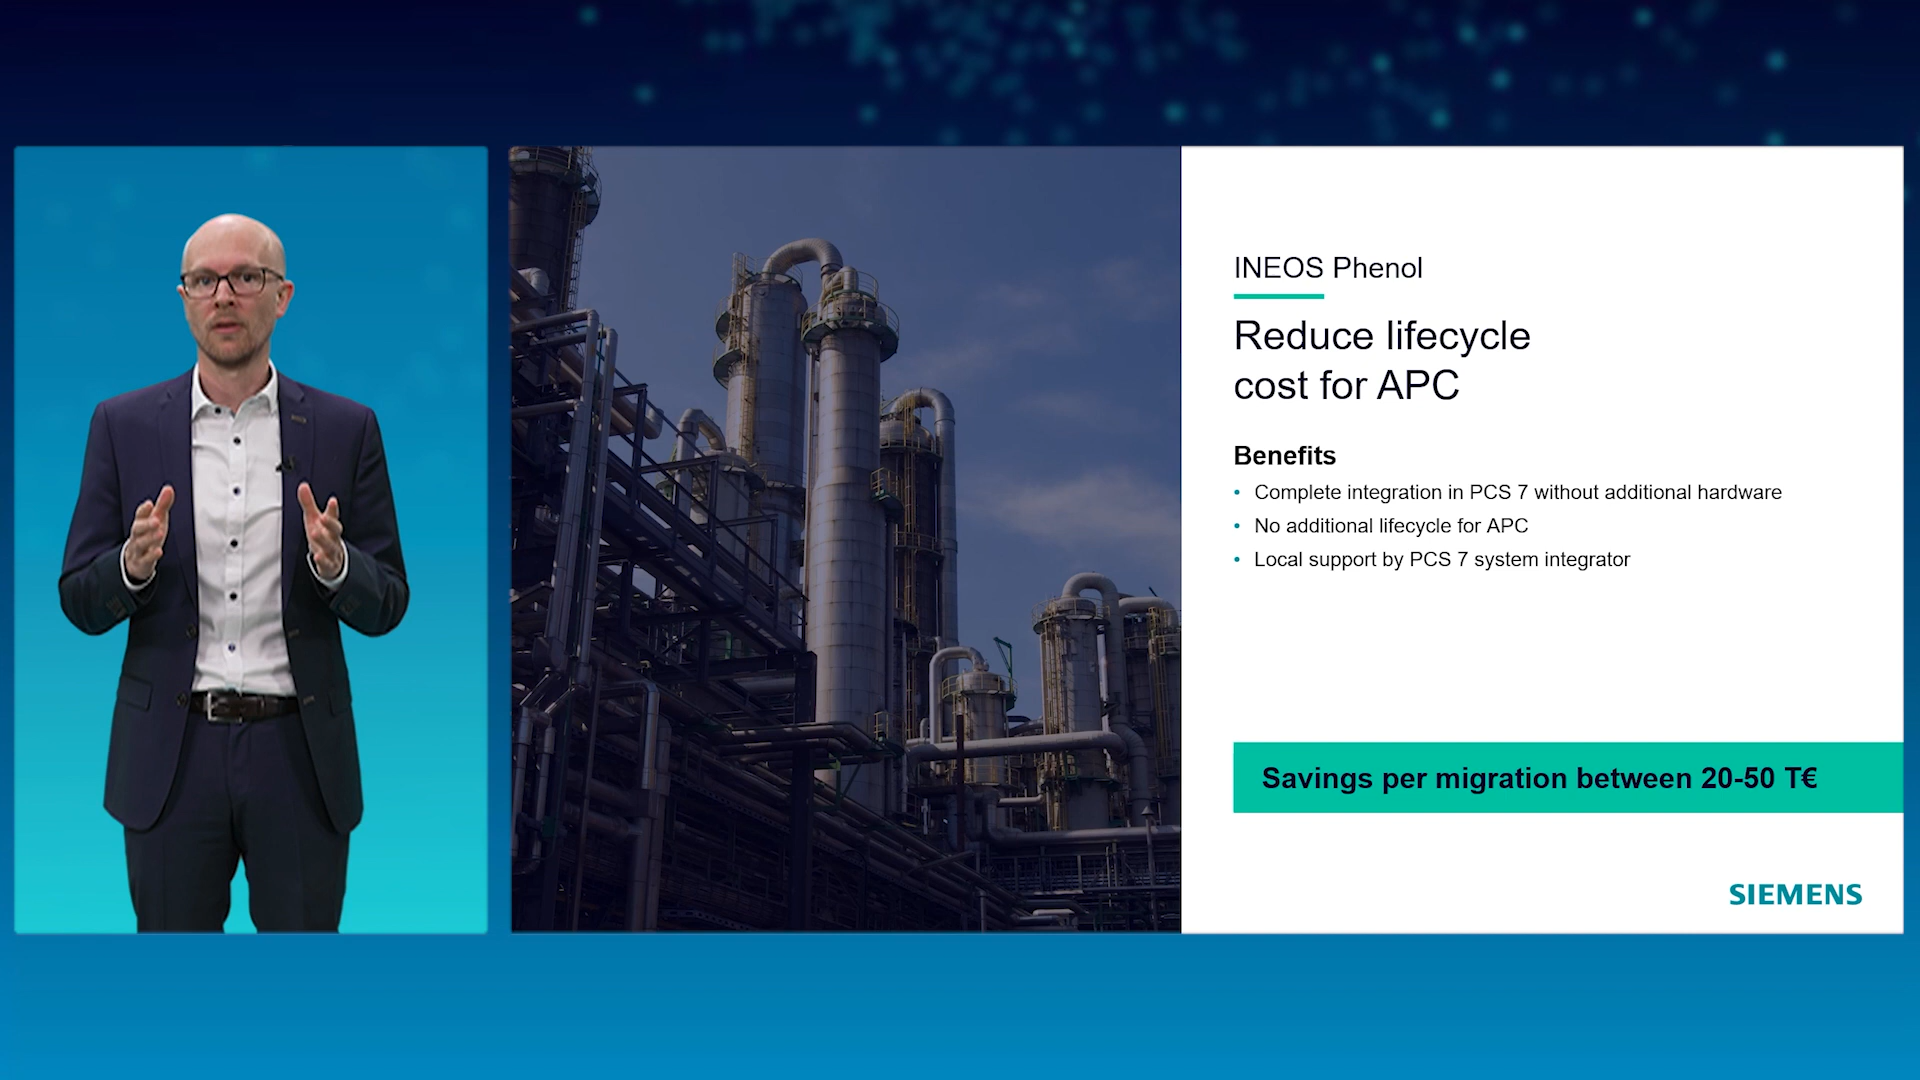 INEOS Phenol
Reduce lifecycle
cost for APC
Benefits
• Complete integration in PCS 7 without additional hardware
• No additional lifecycle for APC
• Local support by PCS 7 system integrator
Savings per migration between 20-50 T€
SIEMENS